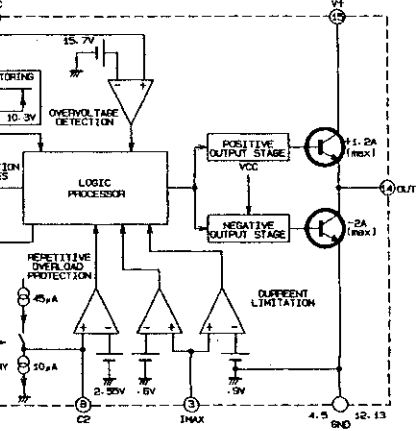 V+
15
15.7V
TORING
10.3V
OVERVOLTAGE
DETECTION
- +
POSITIVE
OUTPUT STAGE
+1.2A
(max)
VCC
LOGIC
PROCESSOR
14 OUT
NEGATIVE
OUTPUT STAGE
-2A
(max)
REPETITIVE
OVERLOAD
PROTECTION
CURREENT
LIMITATION
45µA
+ -
- +
+ -
10µA
2.55V
.6V
.9V
8
C2
3
IMAX
4.5 12.13
GND